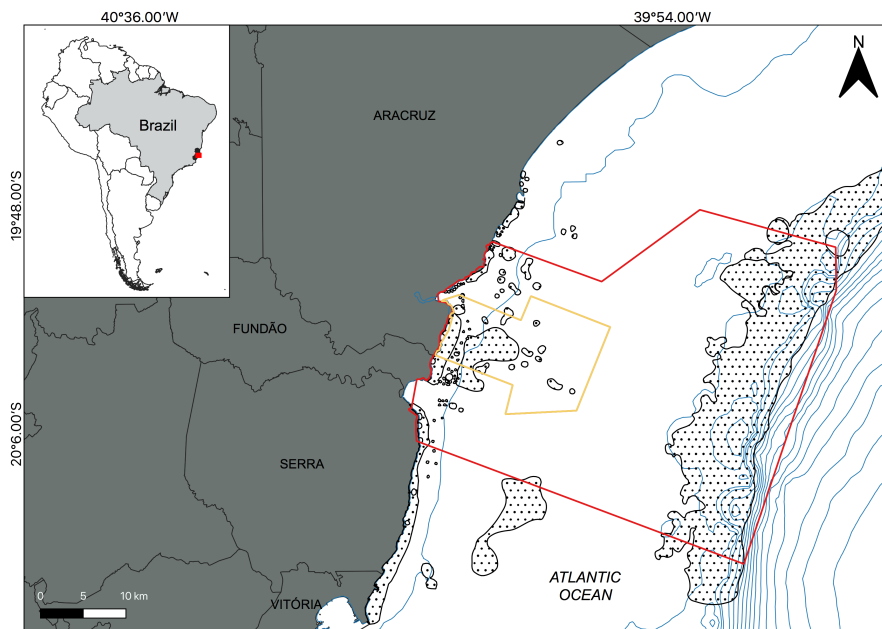 40°36.00'W
39°54.00'W
N
ARACRUZ
Brazil
19°48.00'S
FUNDÃO
20°6.00'S
SERRA
ATLANTIC
OCEAN
VITÓRIA
0 5 10 km